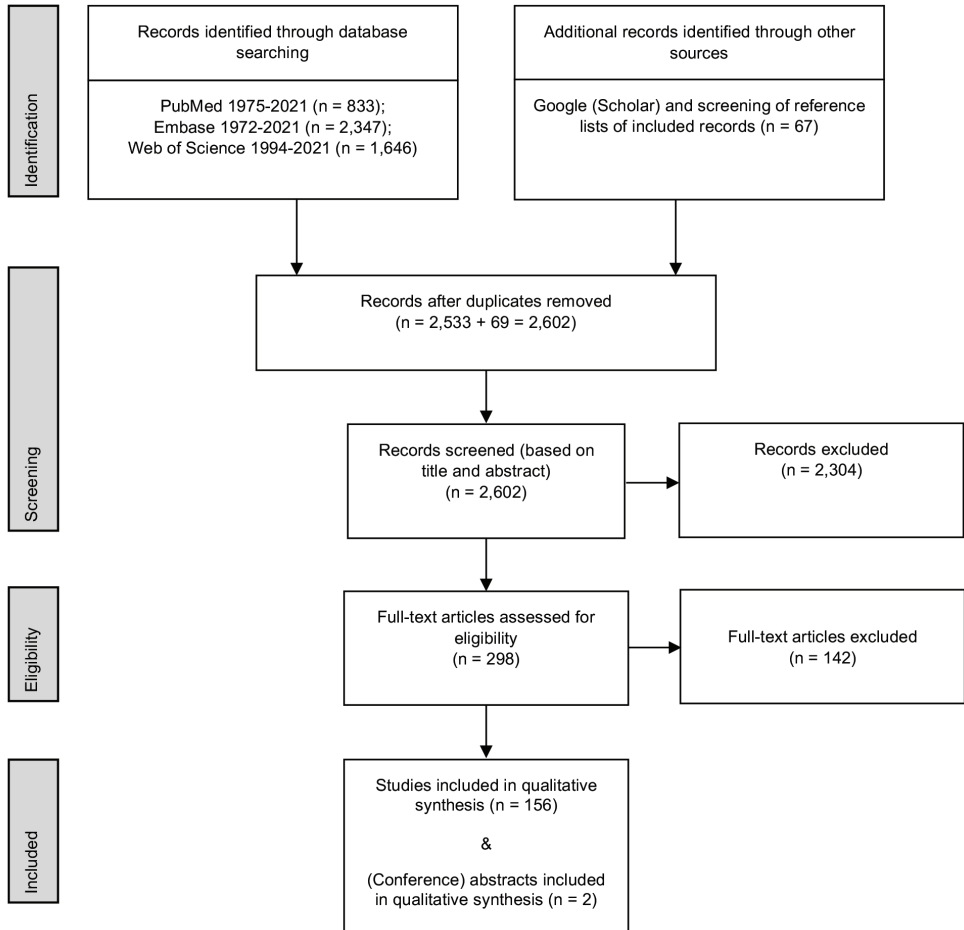 Identification
Records identified through database
searching
PubMed 1975-2021 (n = 833);
Embase 1972-2021 (n = 2,347);
Web of Science 1994-2021 (n = 1,646)
Additional records identified through other
sources
Google (Scholar) and screening of reference
lists of included records (n = 67)
Screening
Records after duplicates removed
(n = 2,533 + 69 = 2,602)
Records screened (based on
title and abstract)
(n = 2,602)
Records excluded
(n = 2,304)
Eligibility
Full-text articles assessed for
eligibility
(n = 298)
Full-text articles excluded
(n = 142)
Included
Studies included in qualitative
synthesis (n = 156)
&
(Conference) abstracts included
in qualitative synthesis (n = 2)